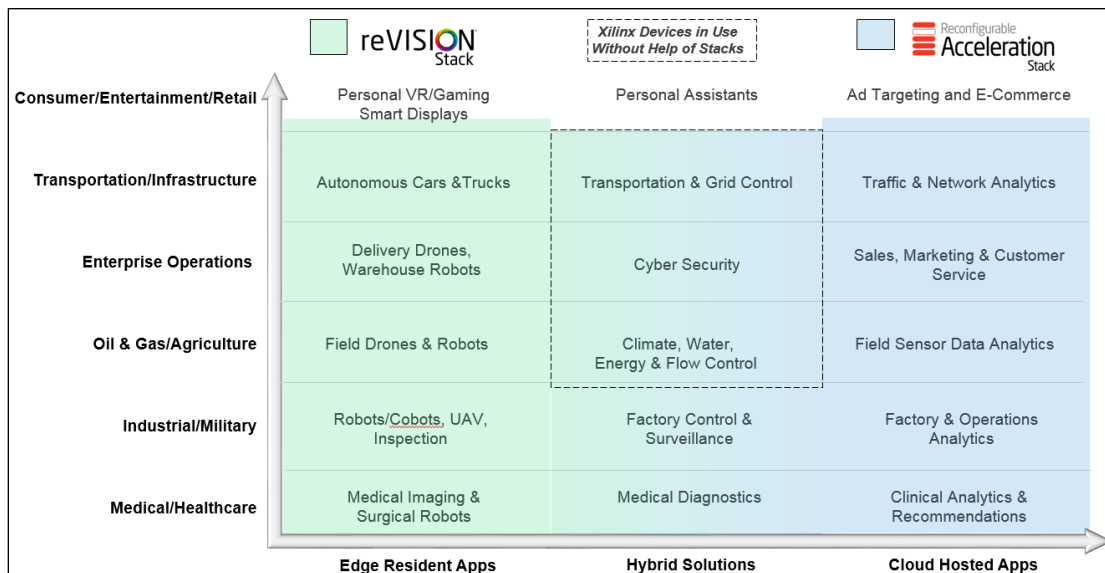 reVISION
Stack
Xilinx Devices in Use
Without Help of Stacks
Reconfigurable
Acceleration
Stack
Consumer/Entertainment/Retail
Personal VR/Gaming
Smart Displays
Personal Assistants
Ad Targeting and E-Commerce
Transportation/Infrastructure
Autonomous Cars &Trucks
Transportation & Grid Control
Traffic & Network Analytics
Enterprise Operations
Delivery Drones,
Warehouse Robots
Cyber Security
Sales, Marketing & Customer
Service
Oil & Gas/Agriculture
Field Drones & Robots
Climate, Water,
Energy & Flow Control
Field Sensor Data Analytics
Industrial/Military
Robots/Cobots, UAV,
Inspection
Factory Control &
Surveillance
Factory & Operations
Analytics
Medical/Healthcare
Medical Imaging &
Surgical Robots
Medical Diagnostics
Clinical Analytics &
Recommendations
Edge Resident Apps
Hybrid Solutions
Cloud Hosted Apps